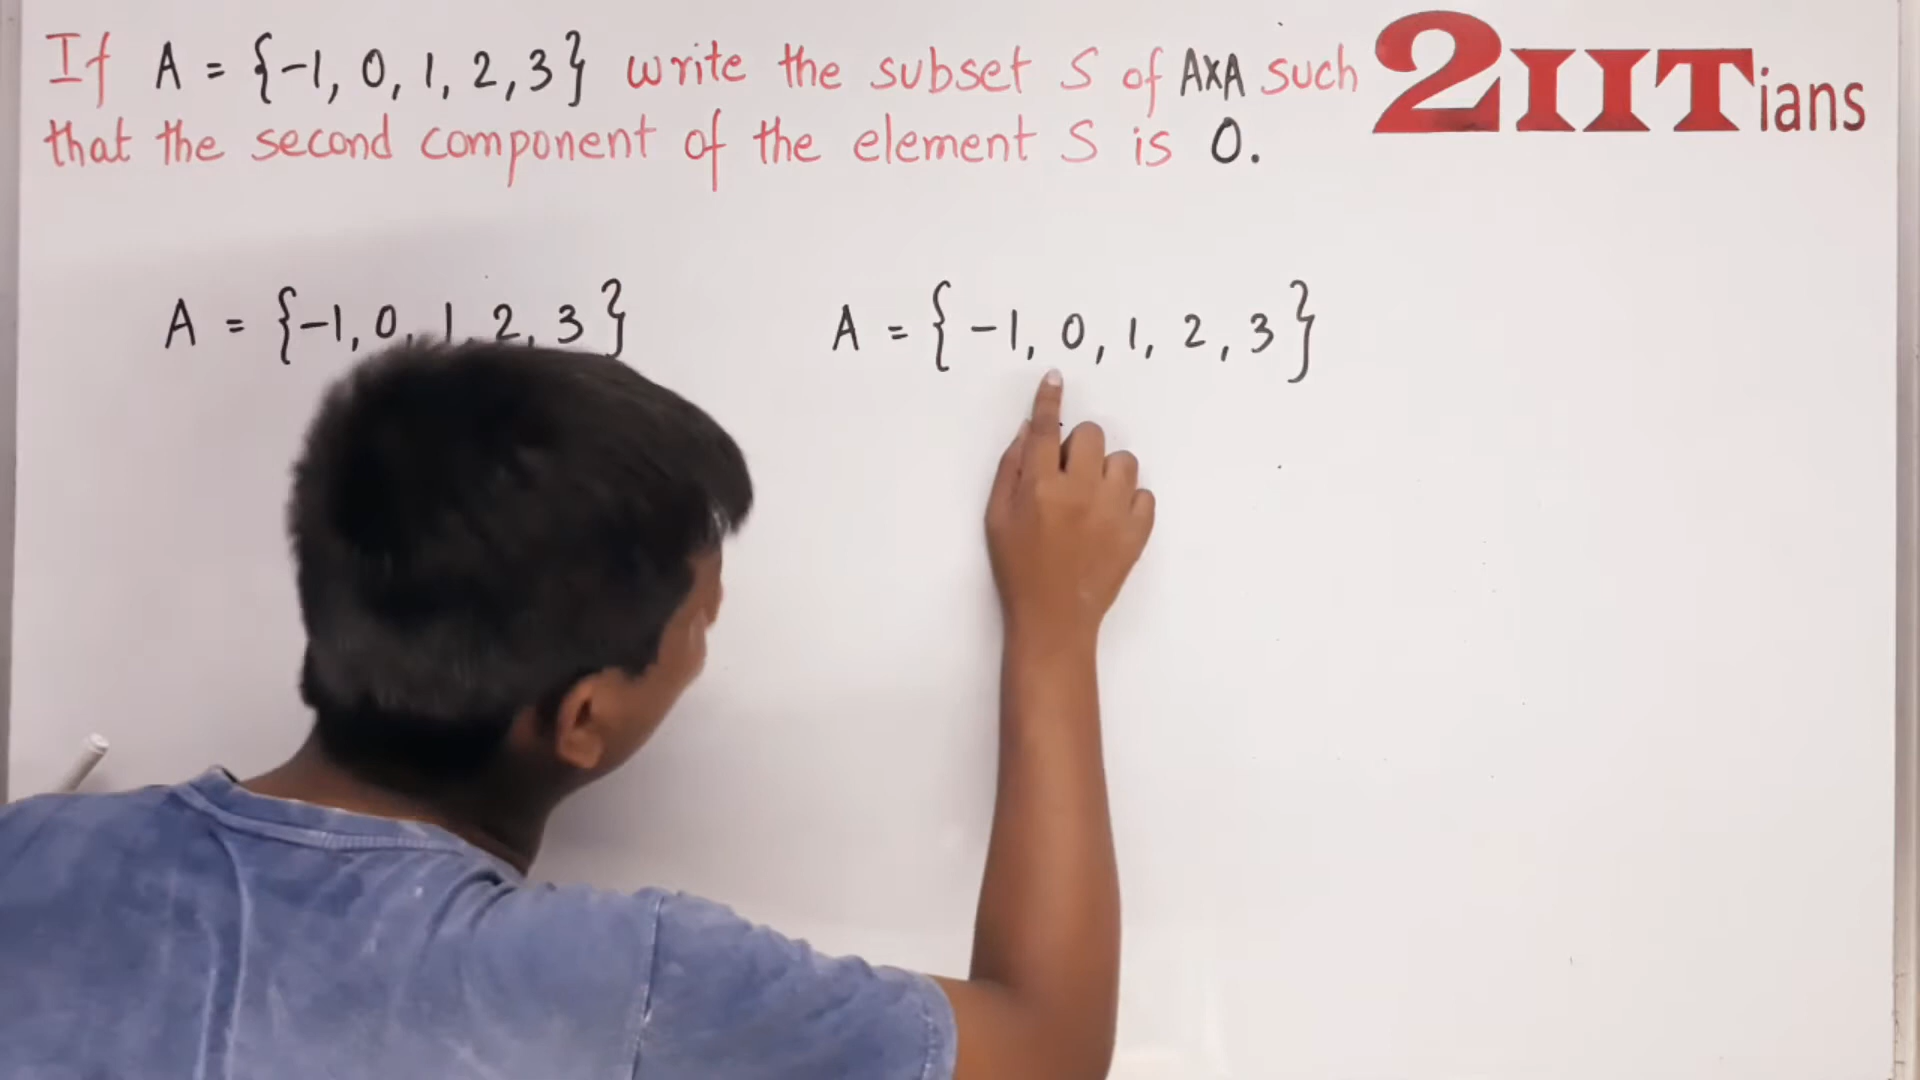 If A = {-1, 0, 1, 2, 3} write the subset S of A×A such
that the second component of the element S is 0.
2IITians
A = {-1, 0, 1, 2, 3}
A = {-1, 0, 1, 2, 3}